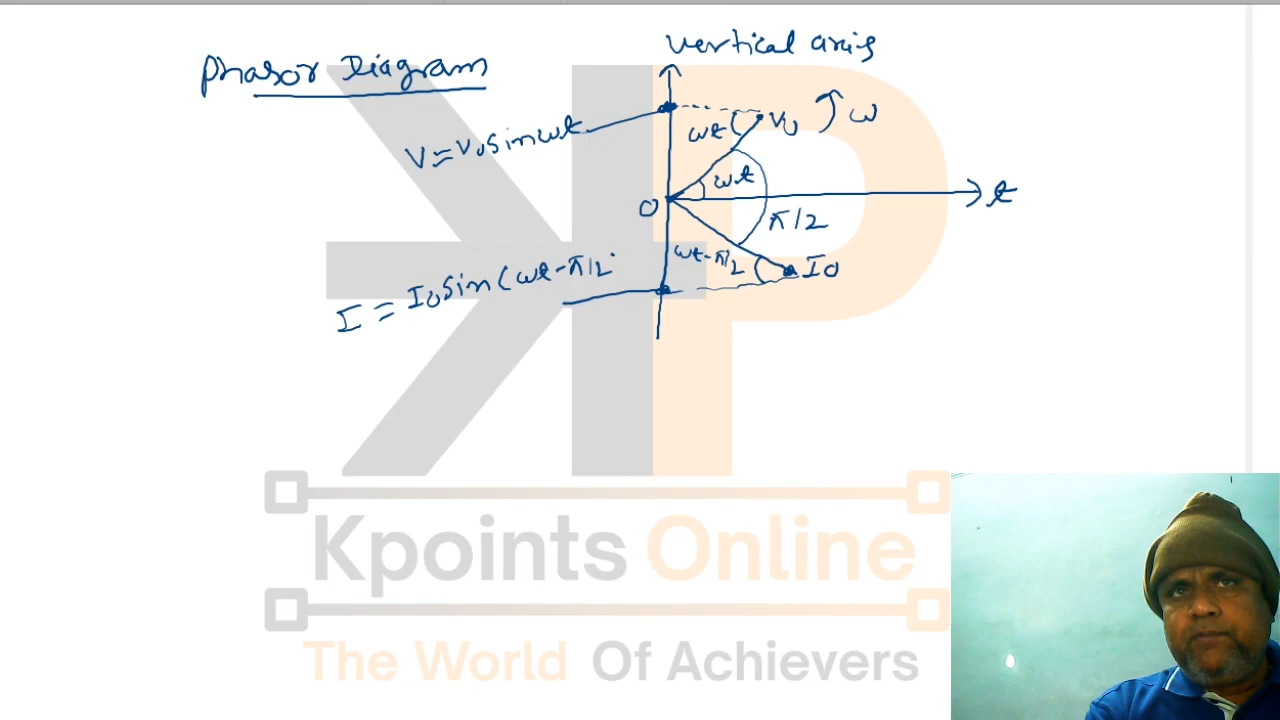 Phasor Diagram
vertical axis
V = V0 sin ωt
ωt
V0
ω
ωt
O
t
π/2
ωt-π/2
I0
I = I0 sin(ωt-π/2
Kpoints Online
The World Of Achievers